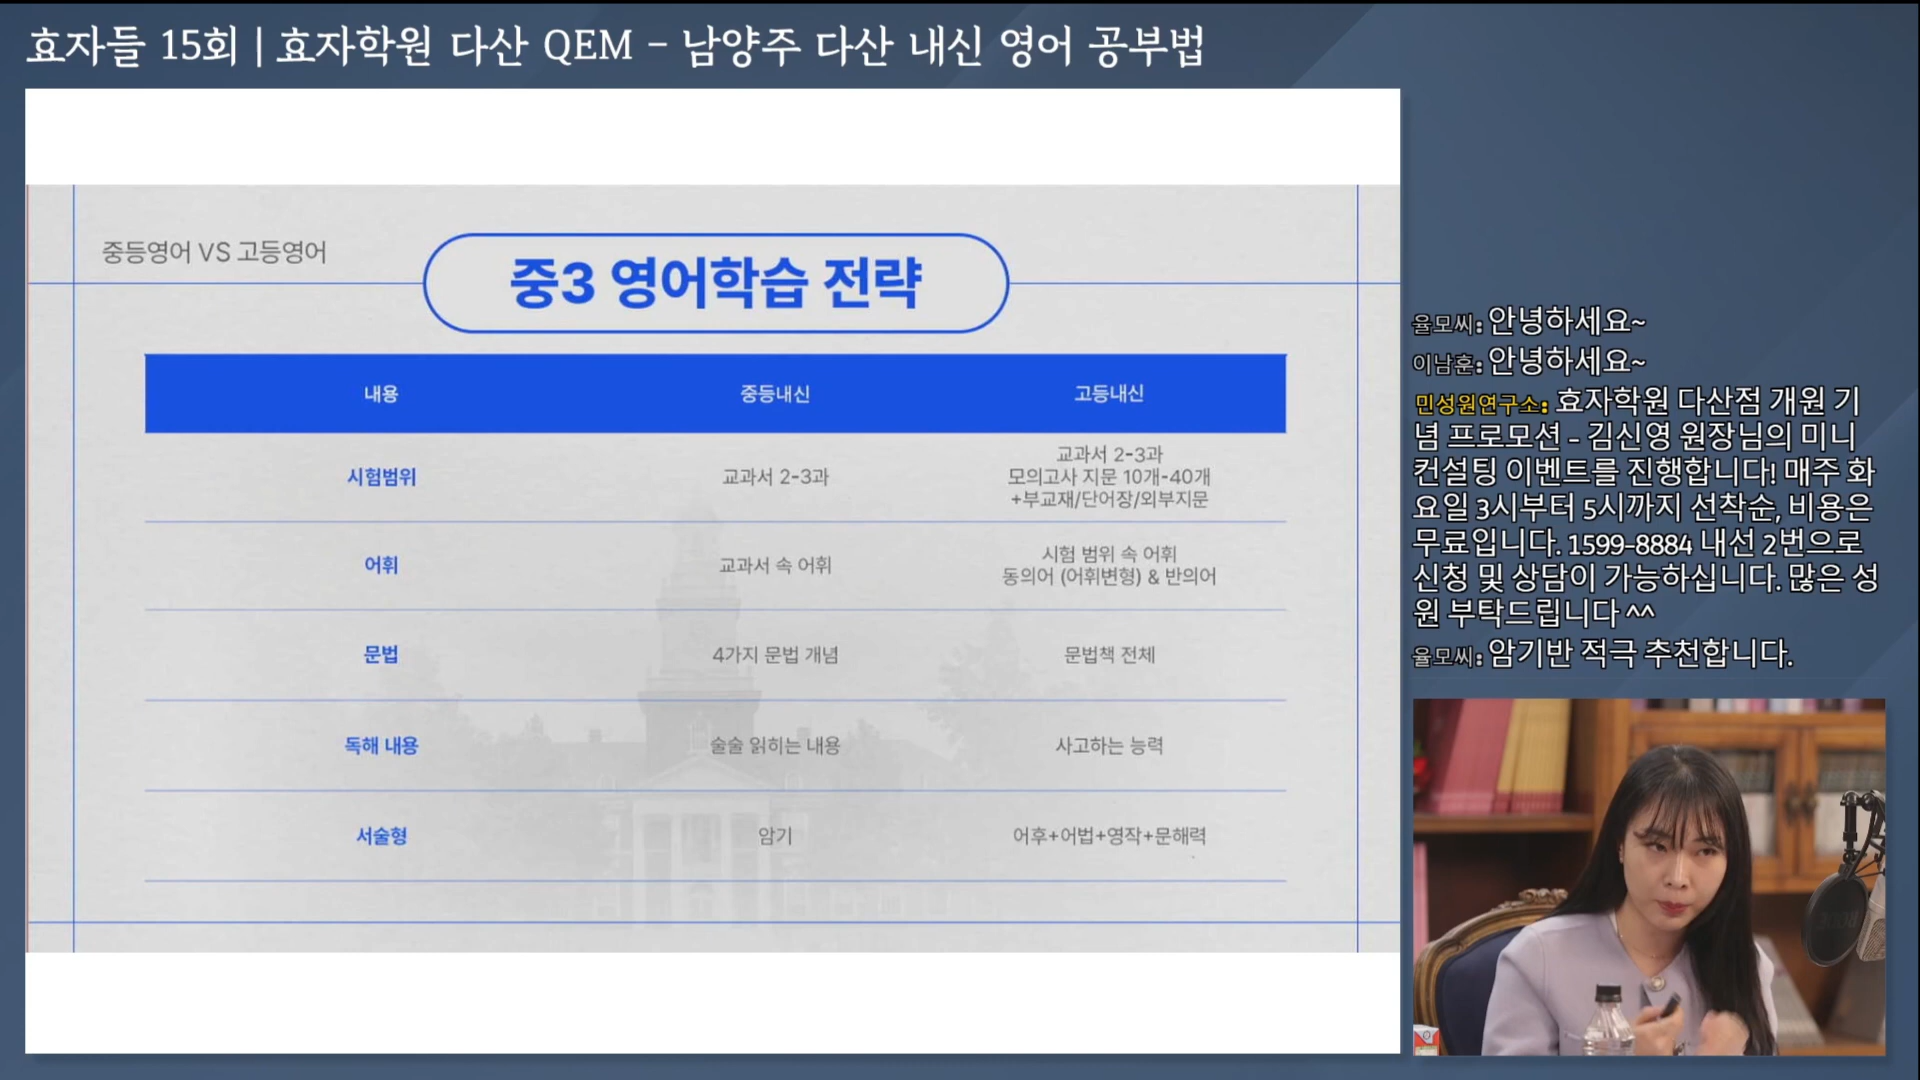 효자들 15회 | 효자학원 다산 QEM - 남양주 다산 내신 영어 공부법
중등영어 VS 고등영어
중3 영어학습 전략
내용 중등내신 고등내신
시험범위 교과서 2-3과 교과서 2-3과
모의고사 지문 10개-40개
+부교재/단어장/외부지문
어휘 교과서 속 어휘 시험 범위 속 어휘
동의어 (어휘변형) & 반의어
문법 4가지 문법 개념 문법책 전체
독해 내용 술술 읽히는 내용 사고하는 능력
서술형 암기 어후+어법+영작+문해력
율모씨: 안녕하세요~
이남훈: 안녕하세요~
민성원연구소: 효자학원 다산점 개원 기
념 프로모션 - 김신영 원장님의 미니
컨설팅 이벤트를 진행합니다! 매주 화
요일 3시부터 5시까지 선착순, 비용은
무료입니다. 1599-8884 내선 2번으로
신청 및 상담이 가능하십니다. 많은 성
원 부탁드립니다 ^^
율모씨: 암기반 적극 추천합니다.